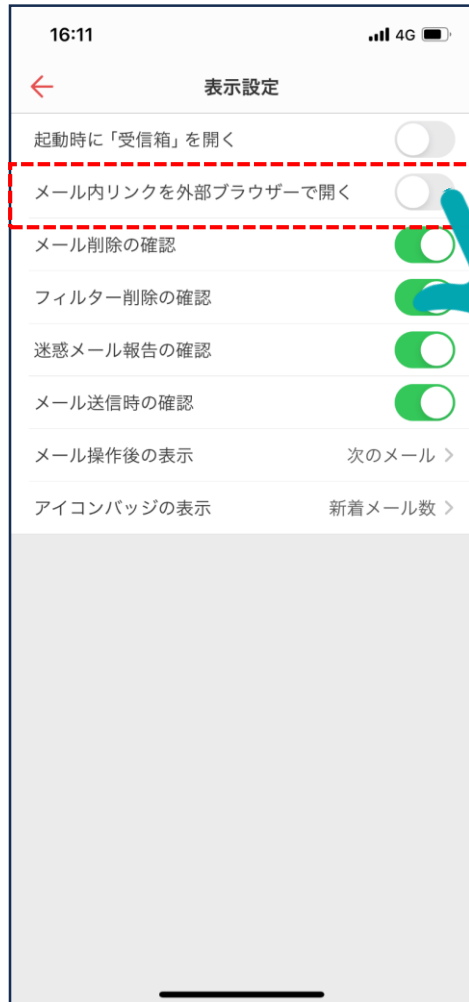 16:11 4G
表示設定
起動時に「受信箱」を開く
メール内リンクを外部ブラウザーで開く
メール削除の確認
フィルター削除の確認
迷惑メール報告の確認
メール送信時の確認
メール操作後の表示 次のメール
アイコンバッジの表示 新着メール数